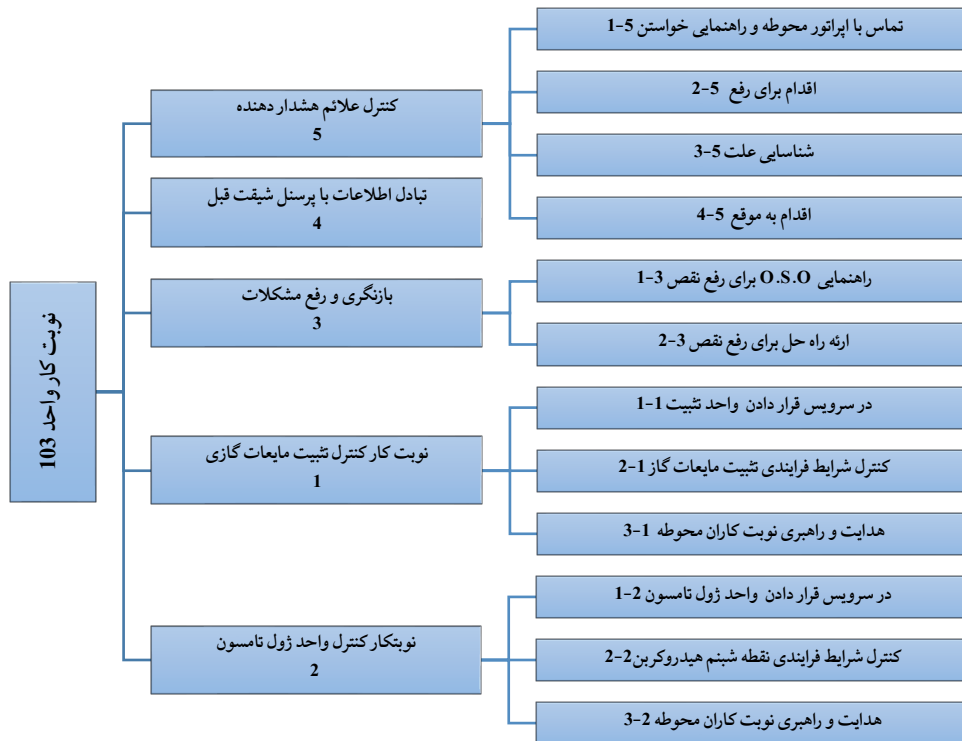 نوبت کار واحد 103
کنترل علائم هشدار دهنده
5
تماس با اپراتور محوطه و راهنمایی خواستن 5-1
اقدام برای رفع 5-2
شناسایی علت 5-3
اقدام به موقع 5-4
تبادل اطلاعات با پرسنل شیقت قبل
4
بازنگری و رفع مشکلات
3
راهنمایی O.S.O برای رفع نقص 3-1
ارئه راه حل برای رفع نقص 3-2
نوبت کار کنترل تثبیت مایعات گازی
1
در سرویس قرار دادن واحد تثبیت 1-1
کنترل شرایط فرایندی تثبیت مایعات گاز 1-2
هدایت و راهبری نوبت کاران محوطه 1-3
نوبتکار کنترل واحد ژول تامسون
2
در سرویس قرار دادن واحد ژول تامسون 2-1
کنترل شرایط فرایندی نقطه شبنم هیدروکربن 2-2
هدایت و راهبری نوبت کاران محوطه 2-3